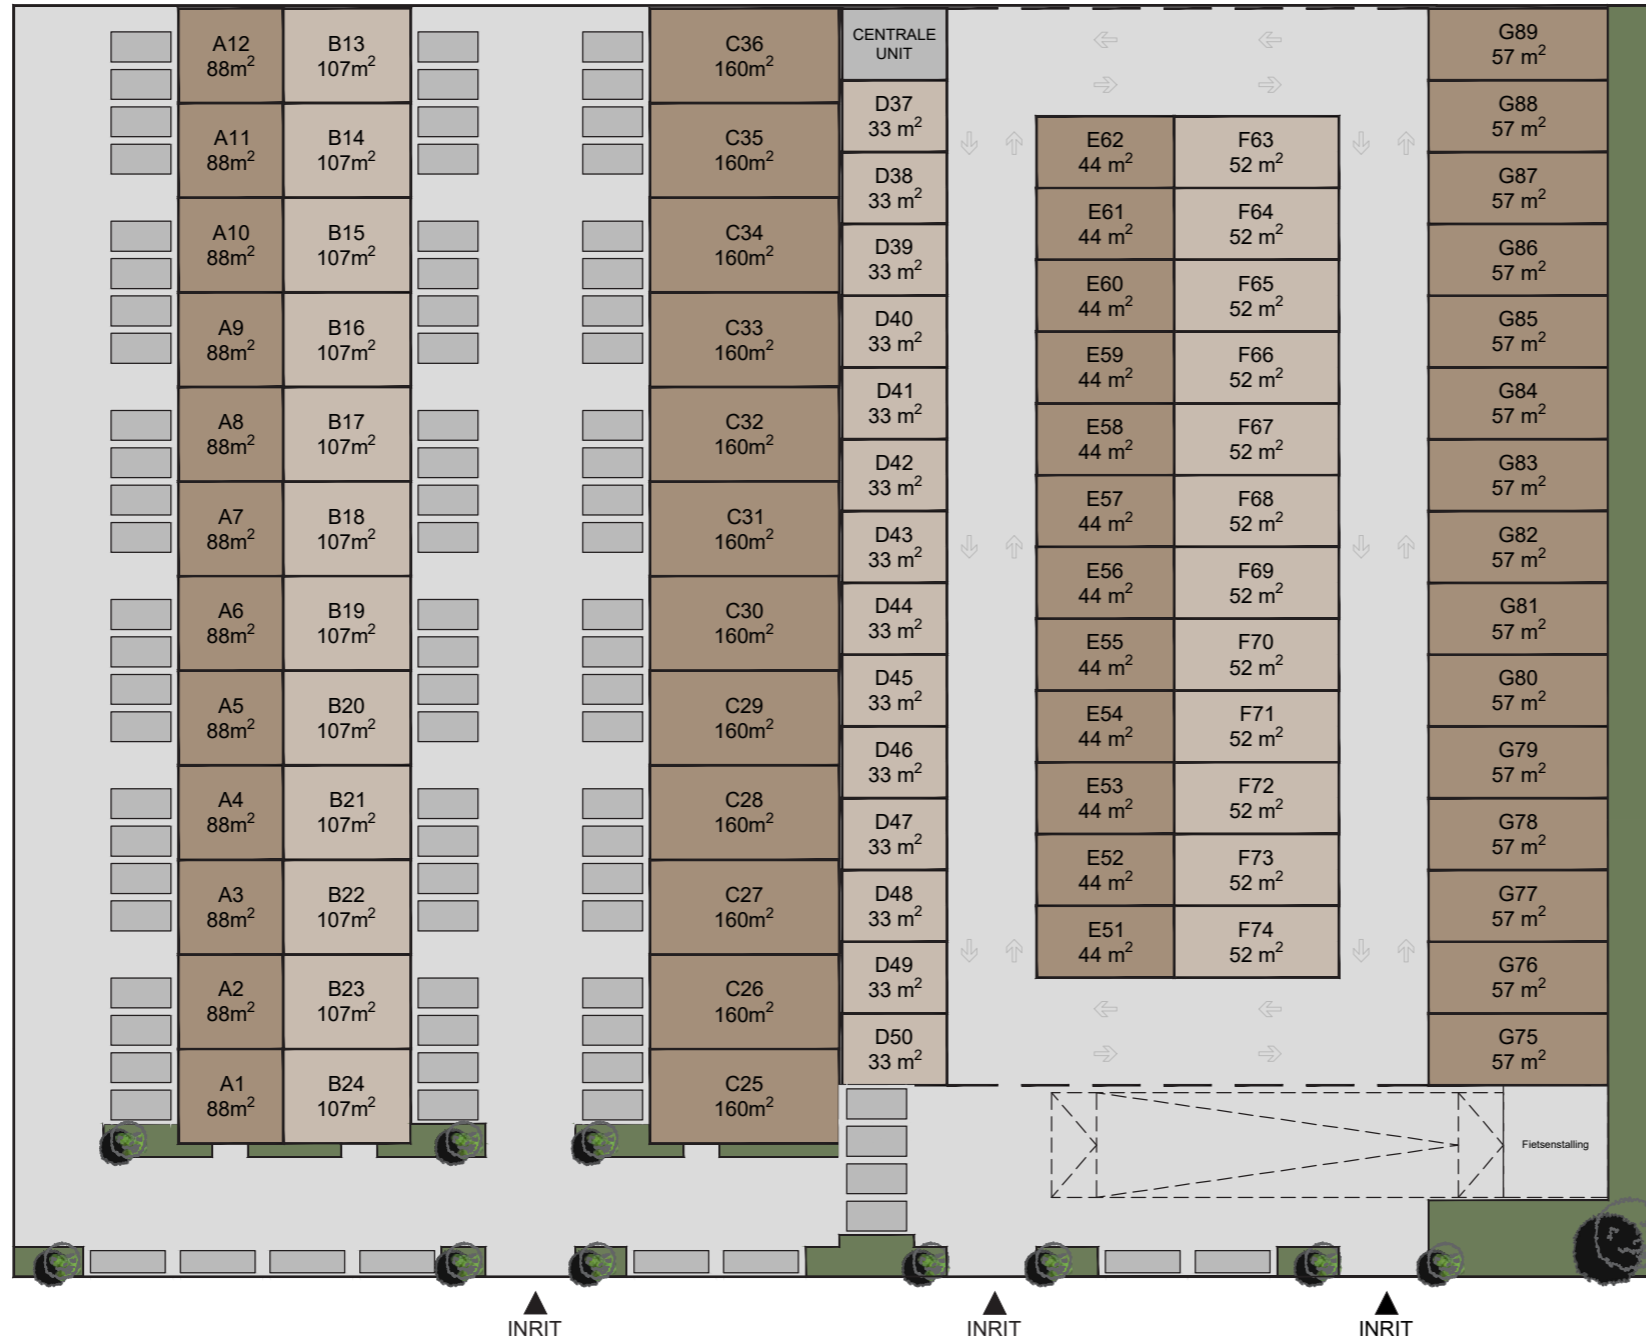 A12
88m²
A11
88m²
A10
88m²
A9
88m²
A8
88m²
A7
88m²
A6
88m²
A5
88m²
A4
88m²
A3
88m²
A2
88m²
A1
88m²
B13
107m²
B14
107m²
B15
107m²
B16
107m²
B17
107m²
B18
107m²
B19
107m²
B20
107m²
B21
107m²
B22
107m²
B23
107m²
B24
107m²
C36
160m²
C35
160m²
C34
160m²
C33
160m²
C32
160m²
C31
160m²
C30
160m²
C29
160m²
C28
160m²
C27
160m²
C26
160m²
C25
160m²
CENTRALE
UNIT
D37
33 m²
D38
33 m²
D39
33 m²
D40
33 m²
D41
33 m²
D42
33 m²
D43
33 m²
D44
33 m²
D45
33 m²
D46
33 m²
D47
33 m²
D48
33 m²
D49
33 m²
D50
33 m²
E62
44 m²
E61
44 m²
E60
44 m²
E59
44 m²
E58
44 m²
E57
44 m²
E56
44 m²
E55
44 m²
E54
44 m²
E53
44 m²
E52
44 m²
E51
44 m²
F63
52 m²
F64
52 m²
F65
52 m²
F66
52 m²
F67
52 m²
F68
52 m²
F69
52 m²
F70
52 m²
F71
52 m²
F72
52 m²
F73
52 m²
F74
52 m²
G89
57 m²
G88
57 m²
G87
57 m²
G86
57 m²
G85
57 m²
G84
57 m²
G83
57 m²
G82
57 m²
G81
57 m²
G80
57 m²
G79
57 m²
G78
57 m²
G77
57 m²
G76
57 m²
G75
57 m²
Fietsenstalling
INRIT
INRIT
INRIT